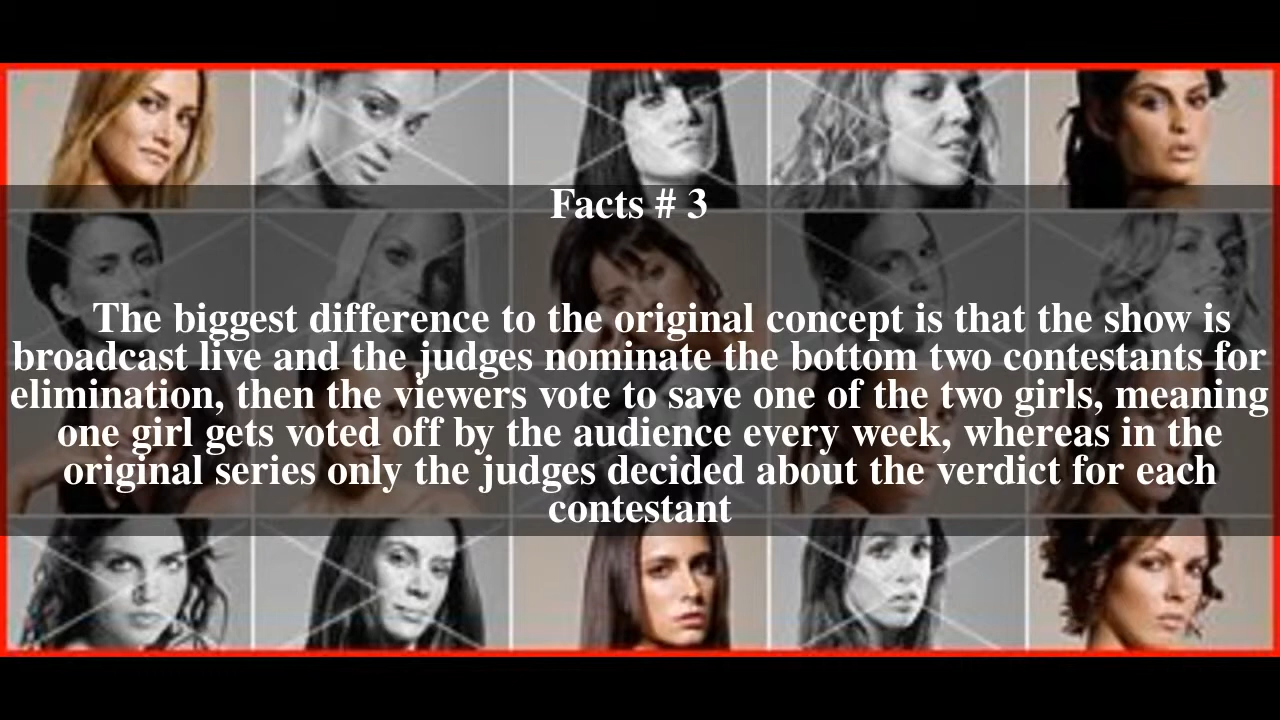 Facts # 3
The biggest difference to the original concept is that the show is
broadcast live and the judges nominate the bottom two contestants for
elimination, then the viewers vote to save one of the two girls, meaning
one girl gets voted off by the audience every week, whereas in the
original series only the judges decided about the verdict for each
contestant